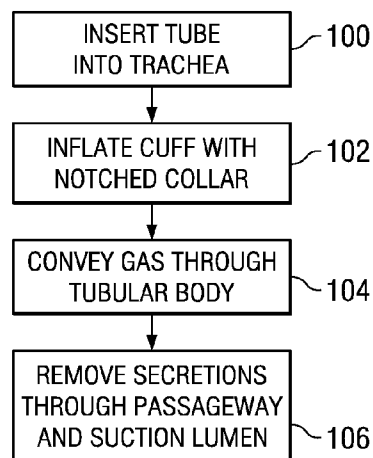 INSERT TUBE
INTO TRACHEA
100
INFLATE CUFF WITH
NOTCHED COLLAR
102
CONVEY GAS THROUGH
TUBULAR BODY
104
REMOVE SECRETIONS
THROUGH PASSAGEWAY
AND SUCTION LUMEN
106